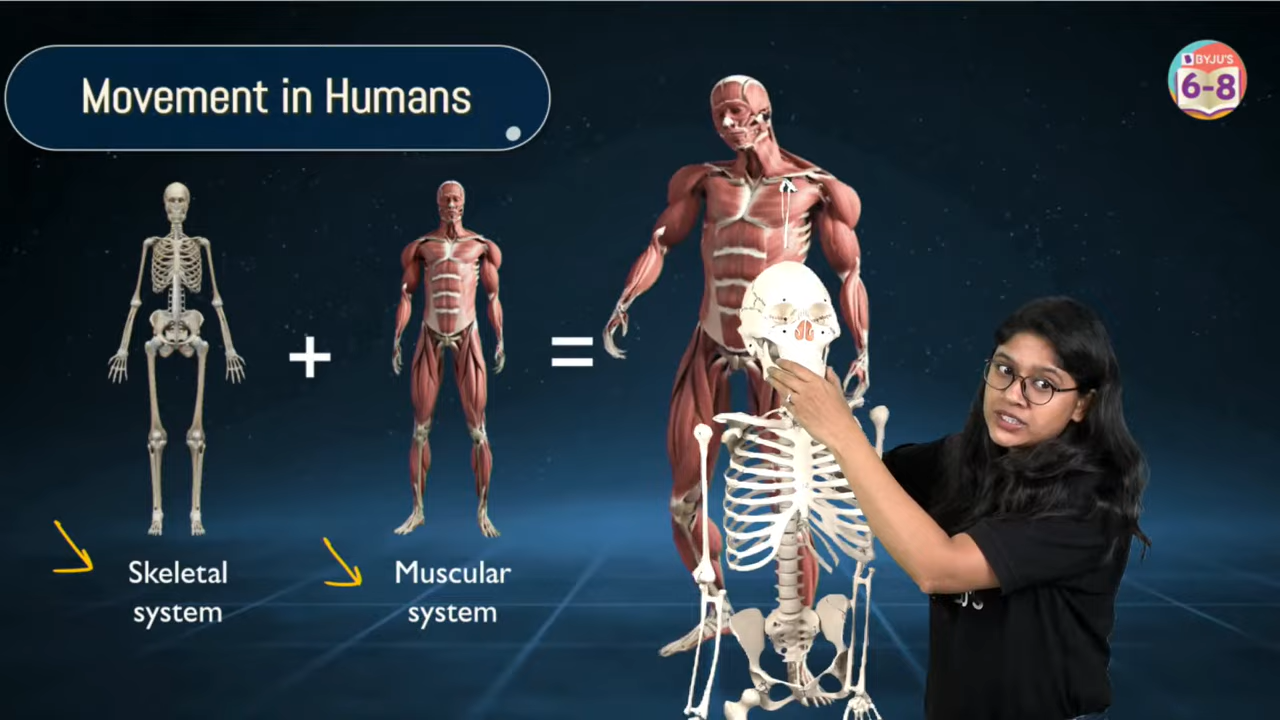 Movement in Humans
BYJU'S
6-8
+
=
Skeletal
system
Muscular
system